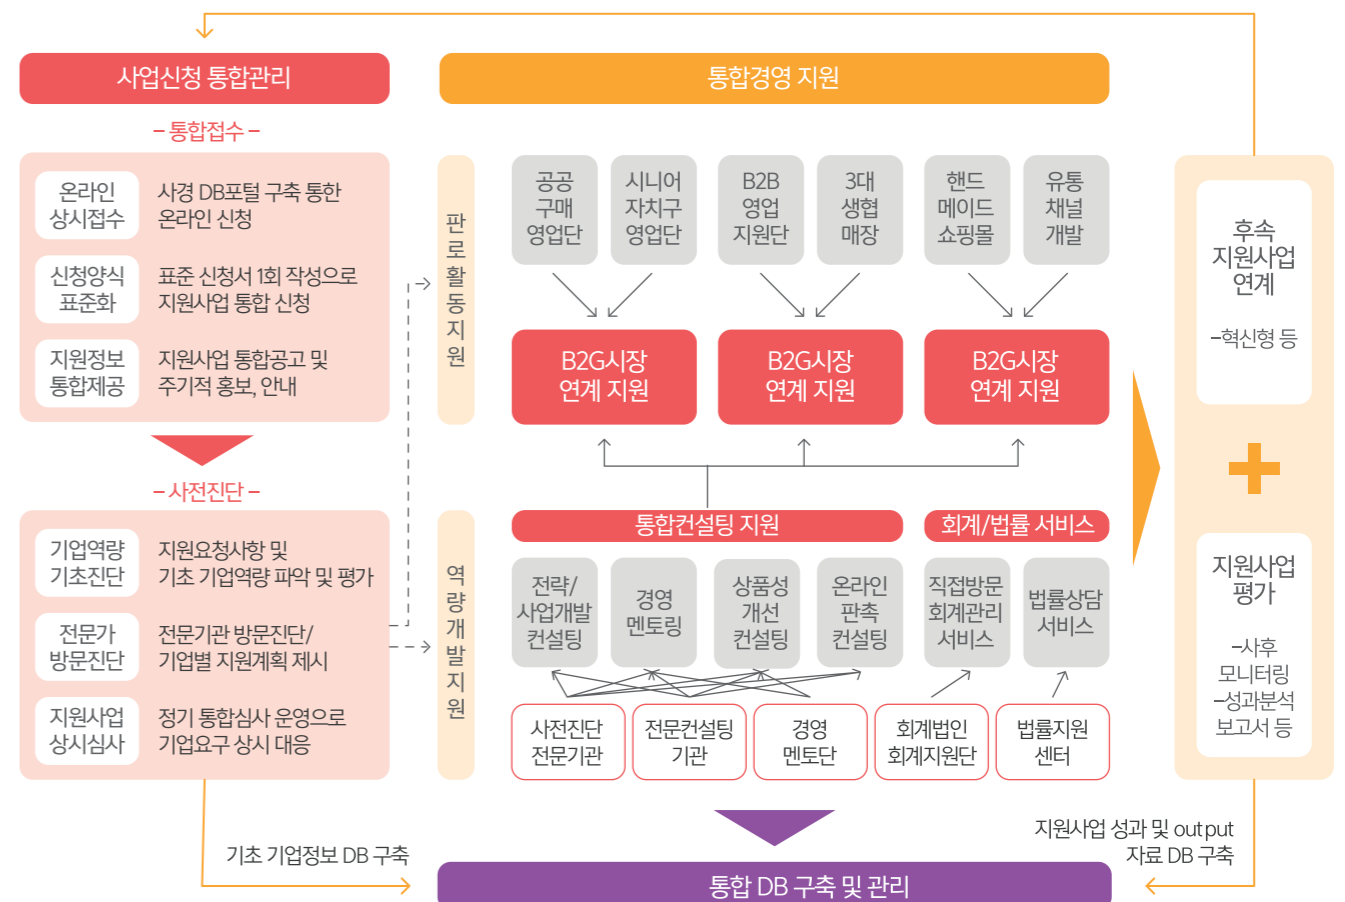 사업신청 통합관리
– 통합접수 –
온라인
상시접수
사경 DB포털 구축 통한
온라인 신청
신청양식
표준화
표준 신청서 1회 작성으로
지원사업 통합 신청
지원정보
통합제공
지원사업 통합공고 및
주기적 홍보, 안내
– 사전진단 –
기업역량
기초진단
지원요청사항 및
기초 기업역량 파악 및 평가
전문가
방문진단
전문기관 방문진단/
기업별 지원계획 제시
지원사업
상시심사
정기 통합심사 운영으로
기업요구 상시 대응
기초 기업정보 DB 구축
통합경영 지원
판
로
활
동
지
원
공공
구매
영업단
시니어
자치구
영업단
B2B
영업
지원단
3대
생협
매장
핸드
메이드
쇼핑몰
유통
채널
개발
B2G시장
연계 지원
B2G시장
연계 지원
B2G시장
연계 지원
역
량
개
발
지
원
통합컨설팅 지원
회계/법률 서비스
전략/
사업개발
컨설팅
경영
멘토링
상품성
개선
컨설팅
온라인
판촉
컨설팅
직접방문
회계관리
서비스
법률상담
서비스
사전진단
전문기관
전문컨설팅
기관
경영
멘토단
회계법인
회계지원단
법률지원
센터
후속
지원사업
연계
–혁신형 등
지원사업
평가
–사후
모니터링
–성과분석
보고서 등
지원사업 성과 및 output
자료 DB 구축
통합 DB 구축 및 관리